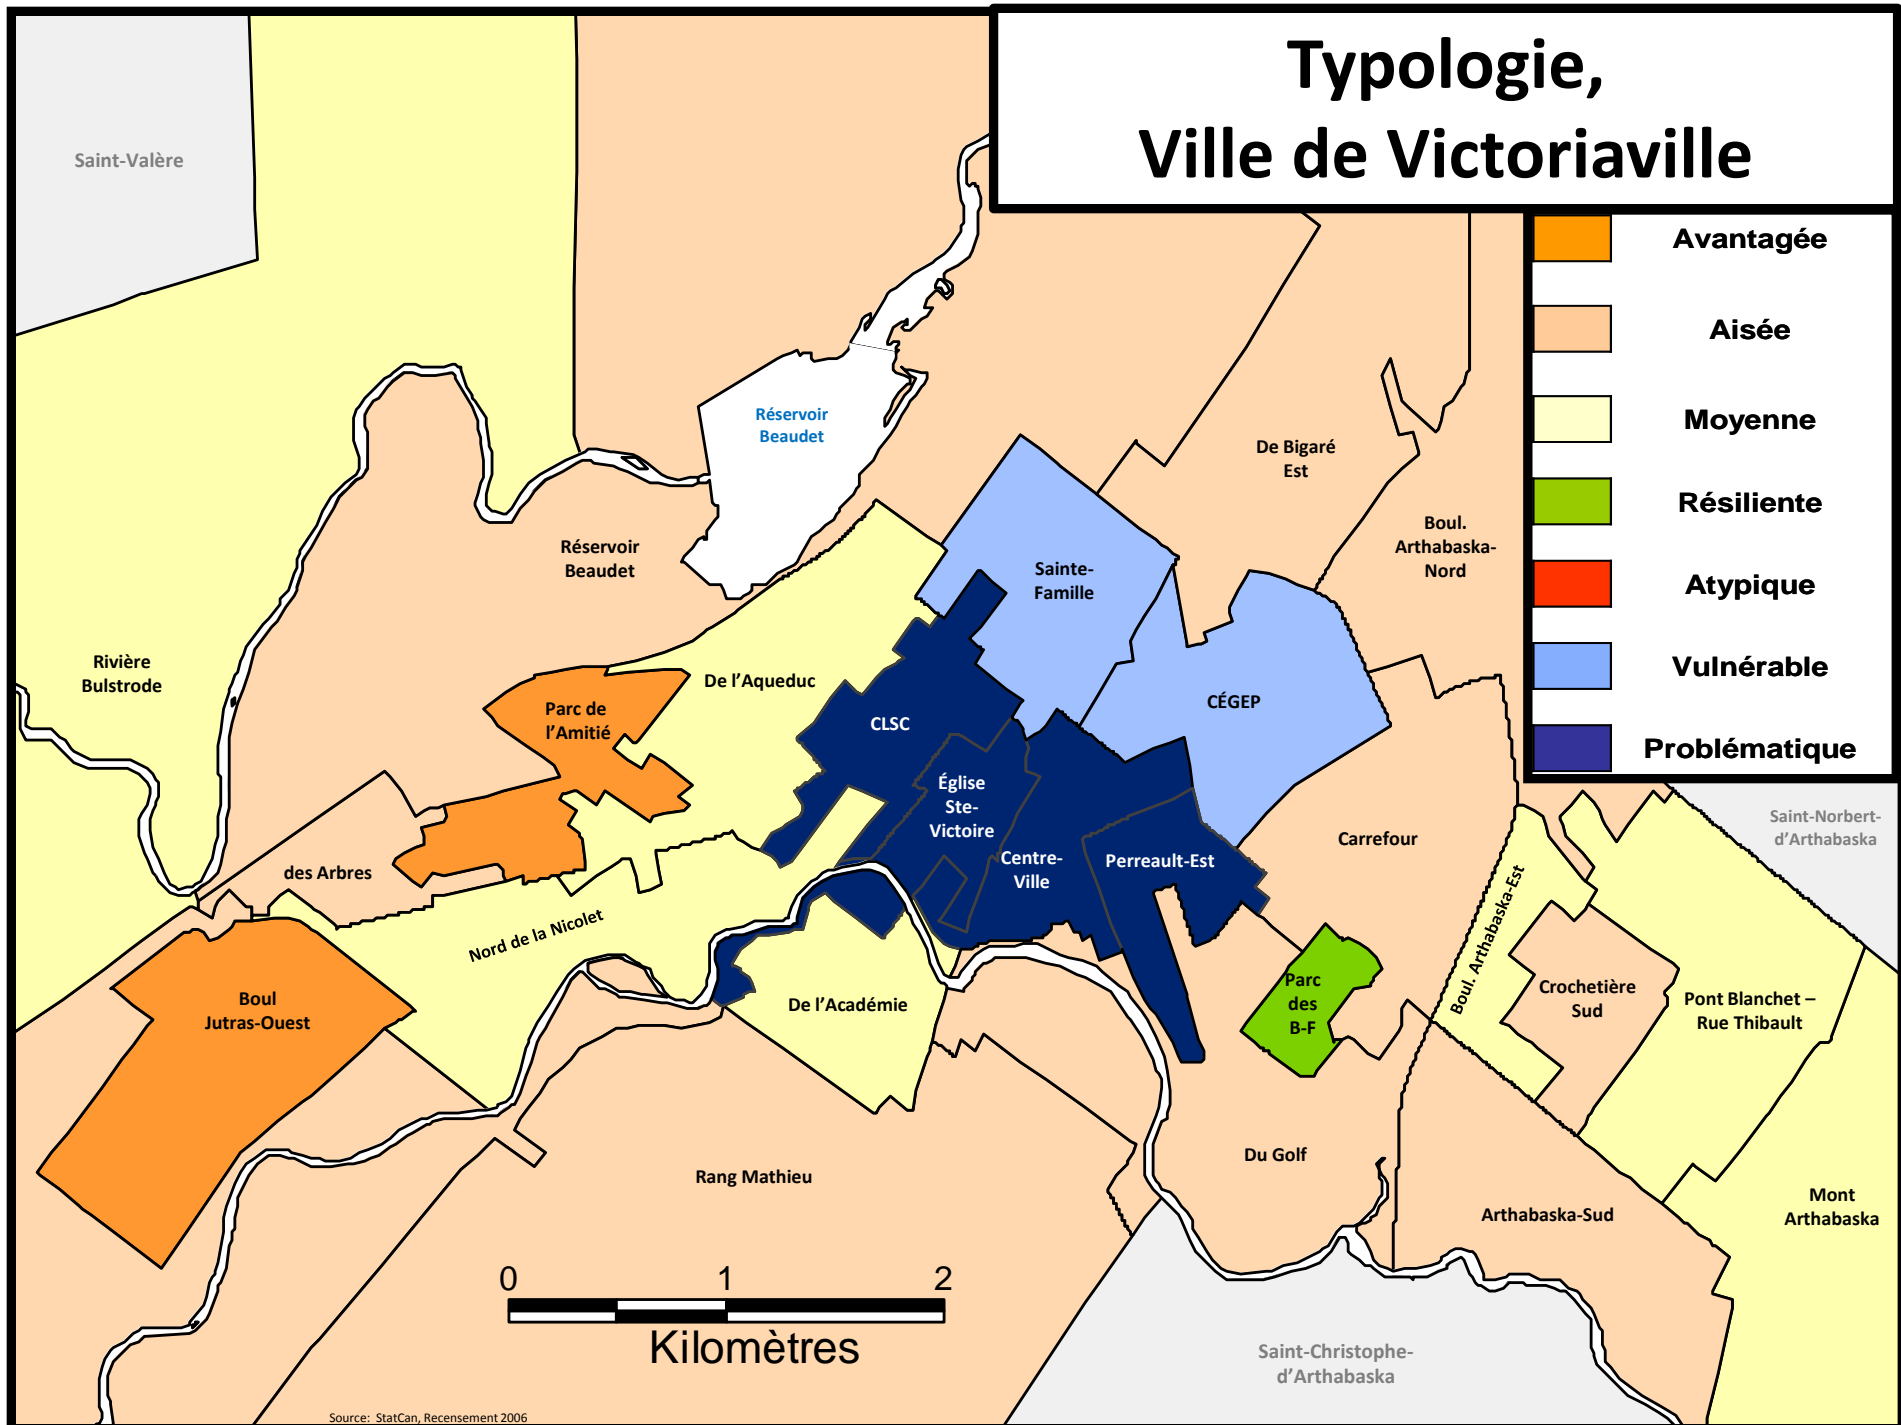 Typologie,
Ville de Victoriaville
Avantagée
Aisée
Moyenne
Résiliente
Atypique
Vulnérable
Problématique
Saint-Valère
Réservoir
Beaudet
De Bigaré
Est
Boul.
Arthabaska-
Nord
Réservoir
Beaudet
Sainte-
Famille
Rivière
Bulstrode
De l'Aqueduc
Parc de
l'Amitié
CLSC
CÉGEP
Église
Ste-
Victoire
Centre-
Ville
Perreault-Est
Carrefour
Saint-Norbert-
d'Arthabaska
des Arbres
Nord de la Nicolet
Boul. Arthabaska-Est
Boul
Jutras-Ouest
De l'Académie
Parc
des
B-F
Crochetière
Sud
Pont Blanchet –
Rue Thibault
Rang Mathieu
Du Golf
Arthabaska-Sud
Mont
Arthabaska
0 1 2
Kilomètres
Saint-Christophe-
d'Arthabaska
Source: StatCan, Recensement 2006